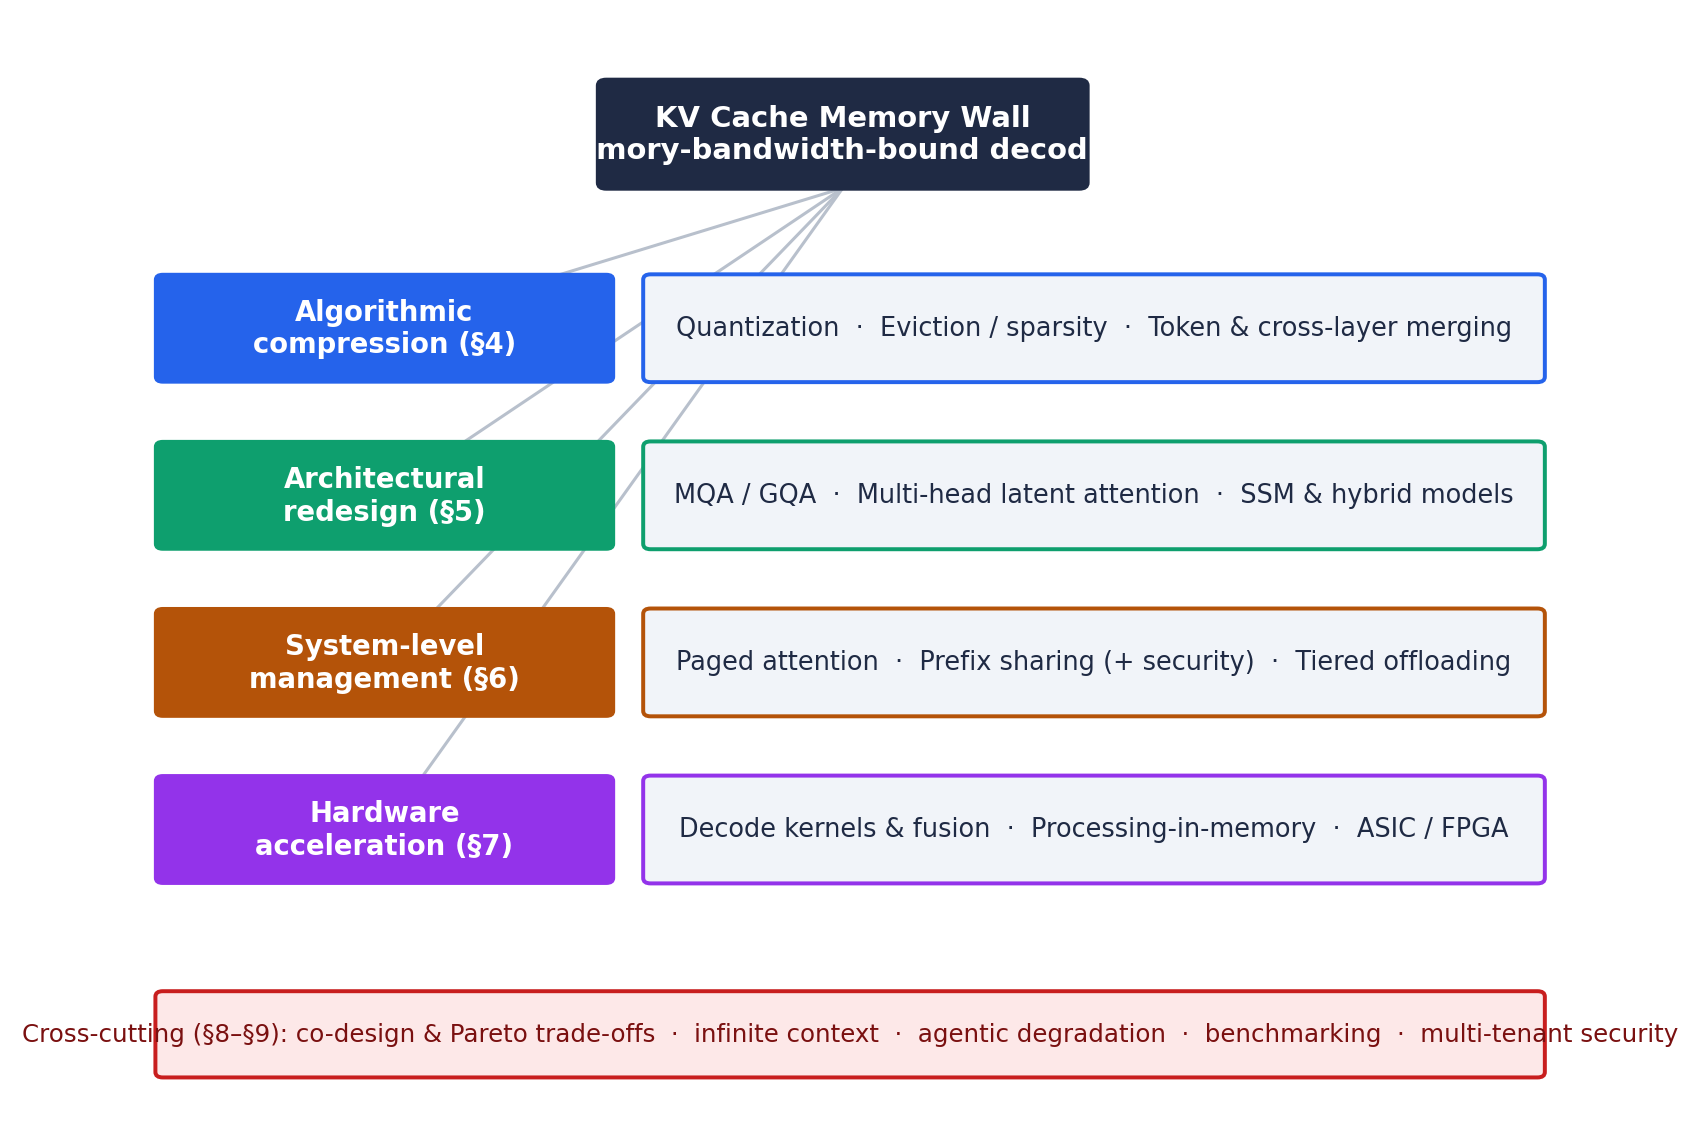 KV Cache Memory Wall
mory-bandwidth-bound decod
Algorithmic
compression (§4)
Quantization · Eviction / sparsity · Token & cross-layer merging
Architectural
redesign (§5)
MQA / GQA · Multi-head latent attention · SSM & hybrid models
System-level
management (§6)
Paged attention · Prefix sharing (+ security) · Tiered offloading
Hardware
acceleration (§7)
Decode kernels & fusion · Processing-in-memory · ASIC / FPGA
Cross-cutting (§8–§9): co-design & Pareto trade-offs · infinite context · agentic degradation · benchmarking · multi-tenant security